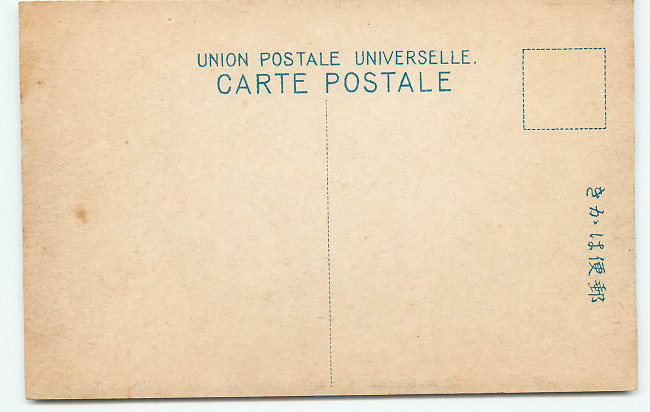 UNION POSTALE UNIVERSELLE.
CARTE POSTALE
郵便はかき